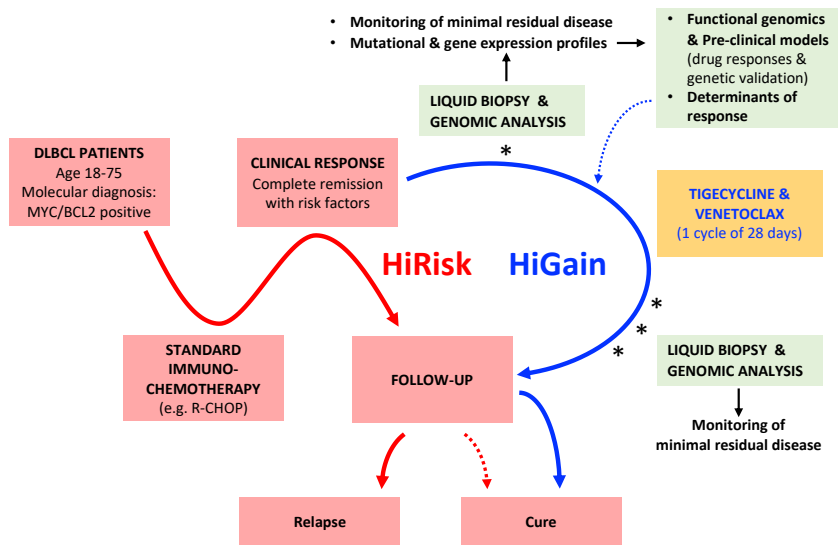 • Monitoring of minimal residual disease
• Mutational & gene expression profiles
• Functional genomics
& Pre-clinical models
(drug responses &
genetic validation)
• Determinants of
response
LIQUID BIOPSY &
GENOMIC ANALYSIS
*
DLBCL PATIENTS
Age 18-75
Molecular diagnosis:
MYC/BCL2 positive
CLINICAL RESPONSE
Complete remission
with risk factors
TIGECYCLINE &
VENETOCLAX
(1 cycle of 28 days)
HiRisk
HiGain
*
*
*
STANDARD
IMMUNO-
CHEMOTHERAPY
(e.g. R-CHOP)
FOLLOW-UP
LIQUID BIOPSY &
GENOMIC ANALYSIS
Monitoring of
minimal residual disease
Relapse
Cure